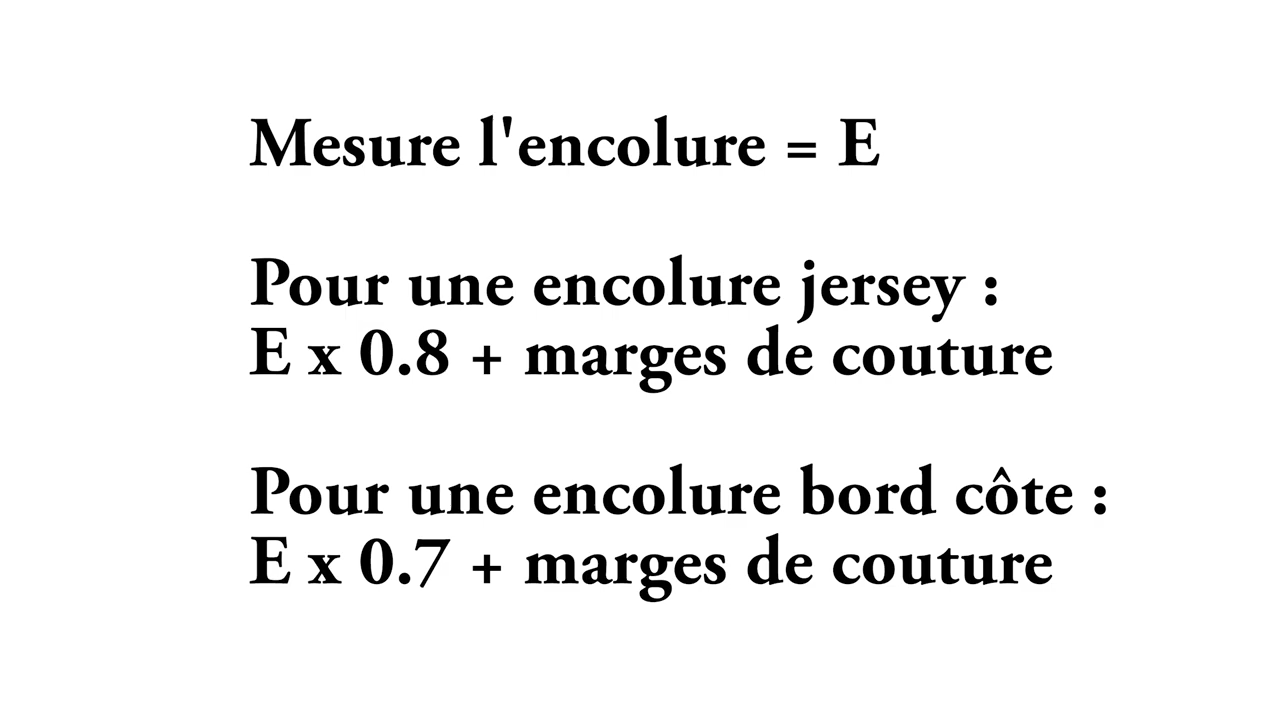 Mesure l'encolure = E
Pour une encolure jersey :
E x 0.8 + marges de couture
Pour une encolure bord côte :
E x 0.7 + marges de couture